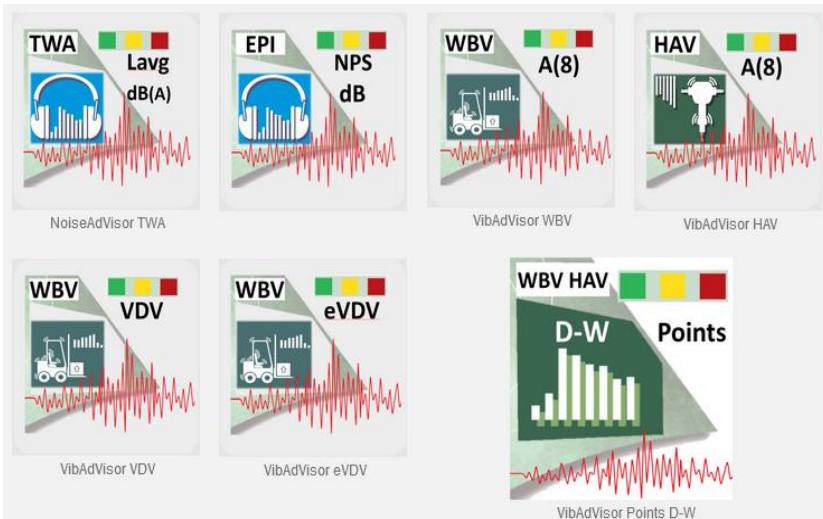 TWA
Lavg
dB(A)
NoiseAdVisor TWA
EPI
NPS
dB
WBV
A(8)
VibAdVisor WBV
HAV
A(8)
VibAdVisor HAV
WBV
VDV
VibAdVisor VDV
WBV
eVDV
VibAdVisor eVDV
WBV HAV
D-W
Points
VibAdVisor Points D-W